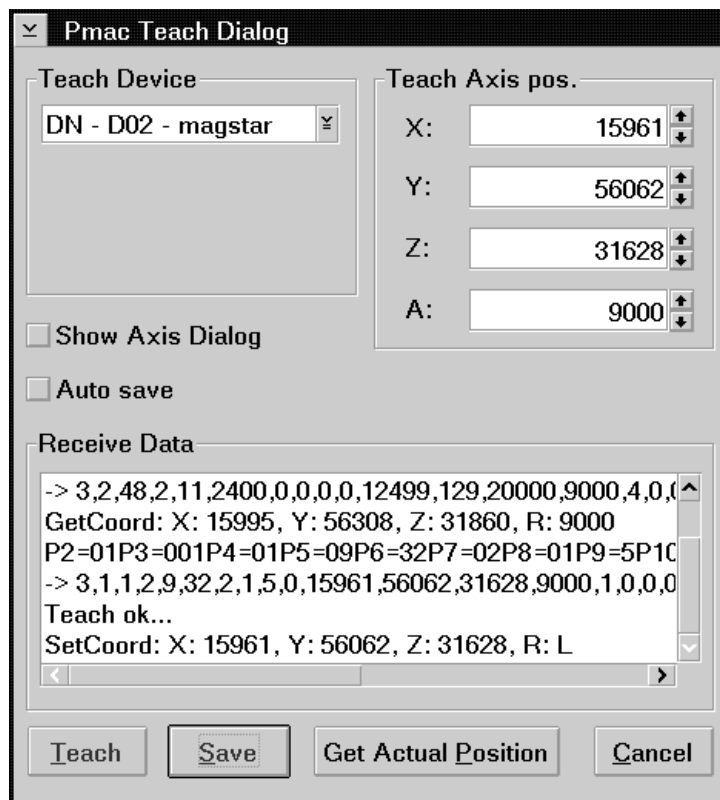 Pmac Teach Dialog
Teach Device
DN - D02 - magstar
Teach Axis pos.
X: 15961
Y: 56062
Z: 31628
A: 9000
Show Axis Dialog
Auto save
Receive Data
-> 3,2,48,2,11,2400,0,0,0,0,12499,129,20000,9000,4,0,0
GetCoord: X: 15995, Y: 56308, Z: 31860, R: 9000
P2=01P3=001P4=01P5=09P6=32P7=02P8=01P9=5P10
-> 3,1,1,2,9,32,2,1,5,0,15961,56062,31628,9000,1,0,0,0
Teach ok...
SetCoord: X: 15961, Y: 56062, Z: 31628, R: L
Teach Save Get Actual Position Cancel